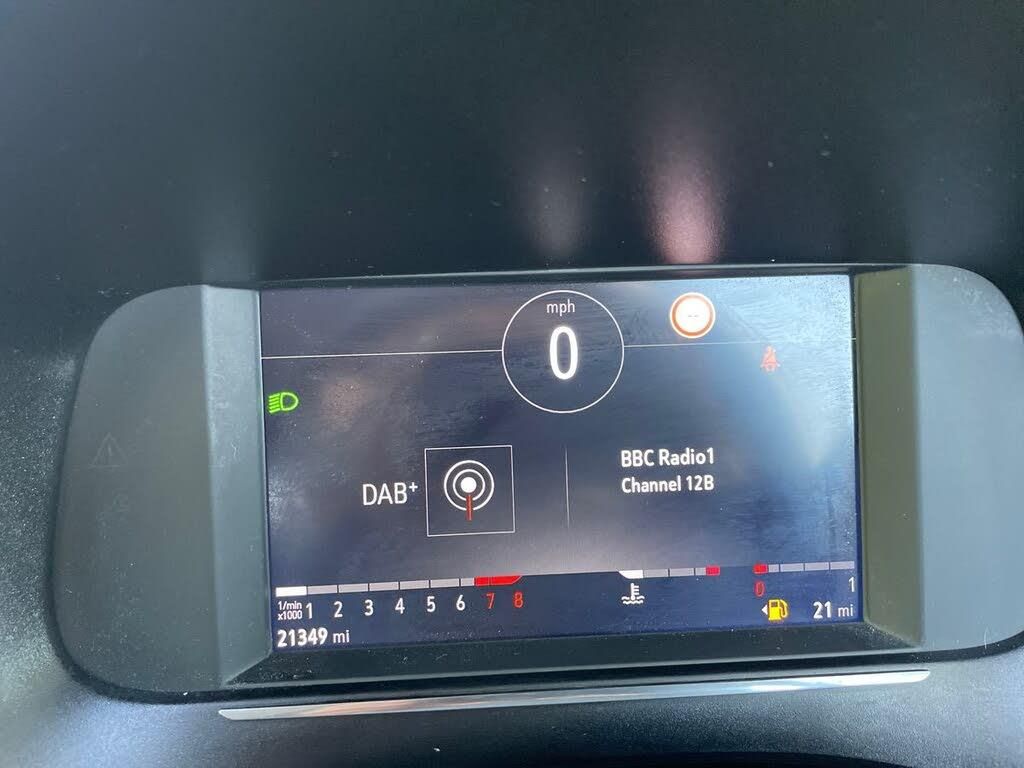 mph
0
--
DAB+
BBC Radio1
Channel 12B
1/min
x1000 1 2 3 4 5 6 7 8
0 1
21 mi
21349 mi